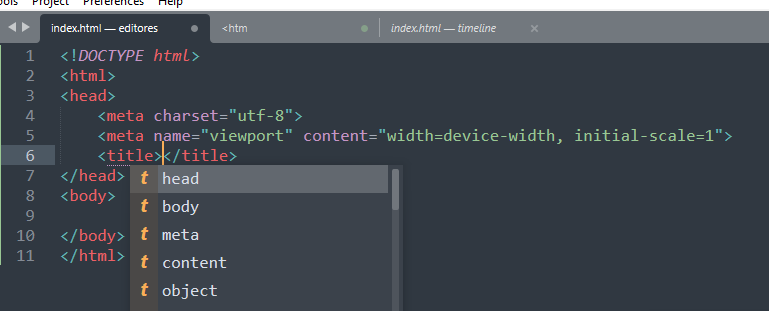 Project Preferences Help
index.html — editores
<htm
index.html — timeline
1 <!DOCTYPE html>
2 <html>
3 <head>
4 <meta charset="utf-8">
5 <meta name="viewport" content="width=device-width, initial-scale=1">
6 <title></title>
7 </head>
8 <body>
9
10 </body>
11 </html>
t head
t body
t meta
t content
t object